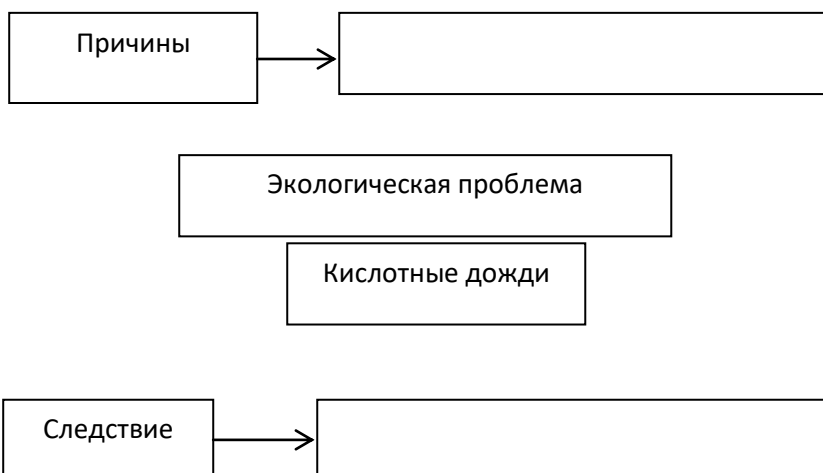 Причины
Экологическая проблема
Кислотные дожди
Следствие